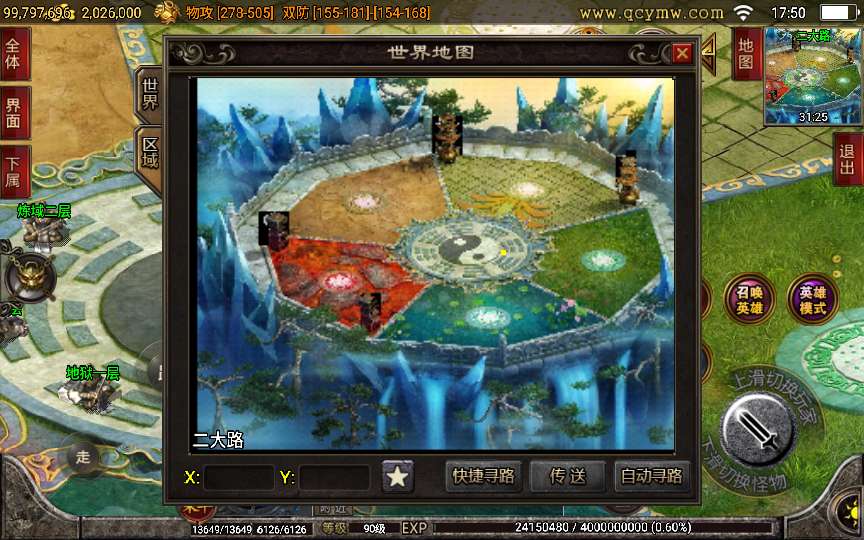 99,797,696 2,026,000 物攻 [278-505] 双防 [155-181]-[154-168] www.qcymw.com 17:50
全体
界面
下属
世界
区域
世界地图
地图
二大路
31:25
退出
炼域二层
地狱一层
召唤英雄
英雄模式
上滑切换玩家
下滑切换怪物
走
二大路
X: Y: 快捷寻路 传送 自动寻路
附近
13649/13649 6126/6126 等级 90级 EXP 24150480 / 4000000000 (0.60%)